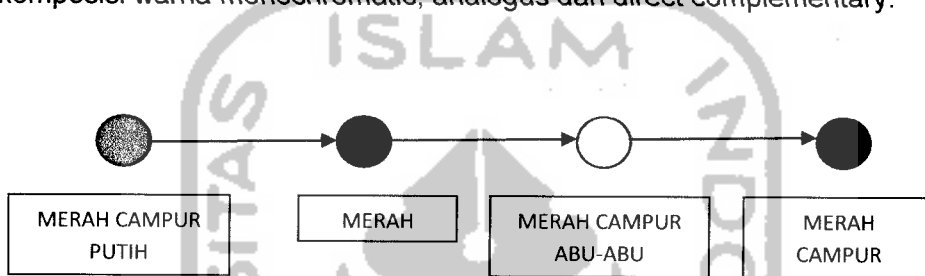 komposisi warna monochromatic, analogus dan direct complementary.
ISLAM
MERAH CAMPUR
PUTIH
MERAH
MERAH CAMPUR
ABU-ABU
MERAH
CAMPUR